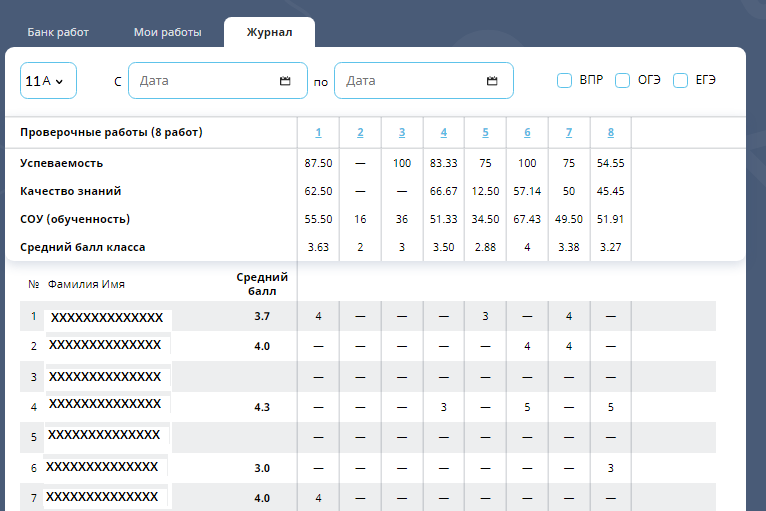 Банк работ Мои работы Журнал
11А С Дата по Дата ВПР ОГЭ ЕГЭ
Проверочные работы (8 работ) 1 2 3 4 5 6 7 8
Успеваемость 87.50 — 100 83.33 75 100 75 54.55
Качество знаний 62.50 — — 66.67 12.50 57.14 50 45.45
СОУ (обученность) 55.50 16 36 51.33 34.50 67.43 49.50 51.91
Средний балл класса 3.63 2 3 3.50 2.88 4 3.38 3.27
№ Фамилия Имя Средний балл
1 XXXXXXXXXXXXXX 3.7 4 — — — 3 — 4 —
2 XXXXXXXXXXXXXX 4.0 — — — — — 4 4 —
3 XXXXXXXXXXXXXX — — — — — — — —
4 XXXXXXXXXXXXXX 4.3 — — — 3 — 5 — 5
5 XXXXXXXXXXXXXX — — — — — — — —
6 XXXXXXXXXXXXXX 3.0 — — — — — — — 3
7 XXXXXXXXXXXXXX 4.0 4 — — — — — — —